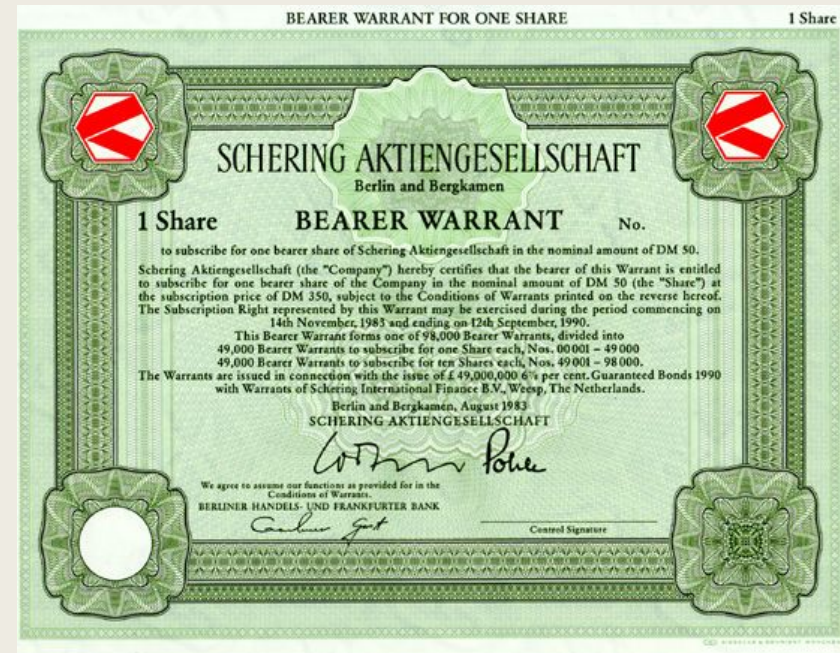 BEARER WARRANT FOR ONE SHARE 1 Share
SCHERING AKTIENGESELLSCHAFT
Berlin and Bergkamen
1 Share BEARER WARRANT No.
to subscribe for one bearer share of Schering Aktiengesellschaft in the nominal amount of DM 50.
Schering Aktiengesellschaft (the "Company") hereby certifies that the bearer of this Warrant is entitled
to subscribe for one bearer share of the Company in the nominal amount of DM 50 (the "Share") at
the subscription price of DM 350, subject to the Conditions of Warrants printed on the reverse hereof.
The Subscription Right represented by this Warrant may be exercised during the period commencing on
14th November, 1983 and ending on 12th September, 1990.
This Bearer Warrant forms one of 98,000 Bearer Warrants, divided into
49,000 Bearer Warrants to subscribe for one Share each, Nos. 00001 – 49000
49,000 Bearer Warrants to subscribe for ten Shares each, Nos. 49001 – 98000.
The Warrants are issued in connection with the issue of £ 49,000,000 6⅞ per cent. Guaranteed Bonds 1990
with Warrants of Schering International Finance B.V., Weesp, The Netherlands.
Berlin and Bergkamen, August 1983
SCHERING AKTIENGESELLSCHAFT
We agree to assume our functions as provided for in the
Conditions of Warrants.
BERLINER HANDELS- UND FRANKFURTER BANK
Control Signature